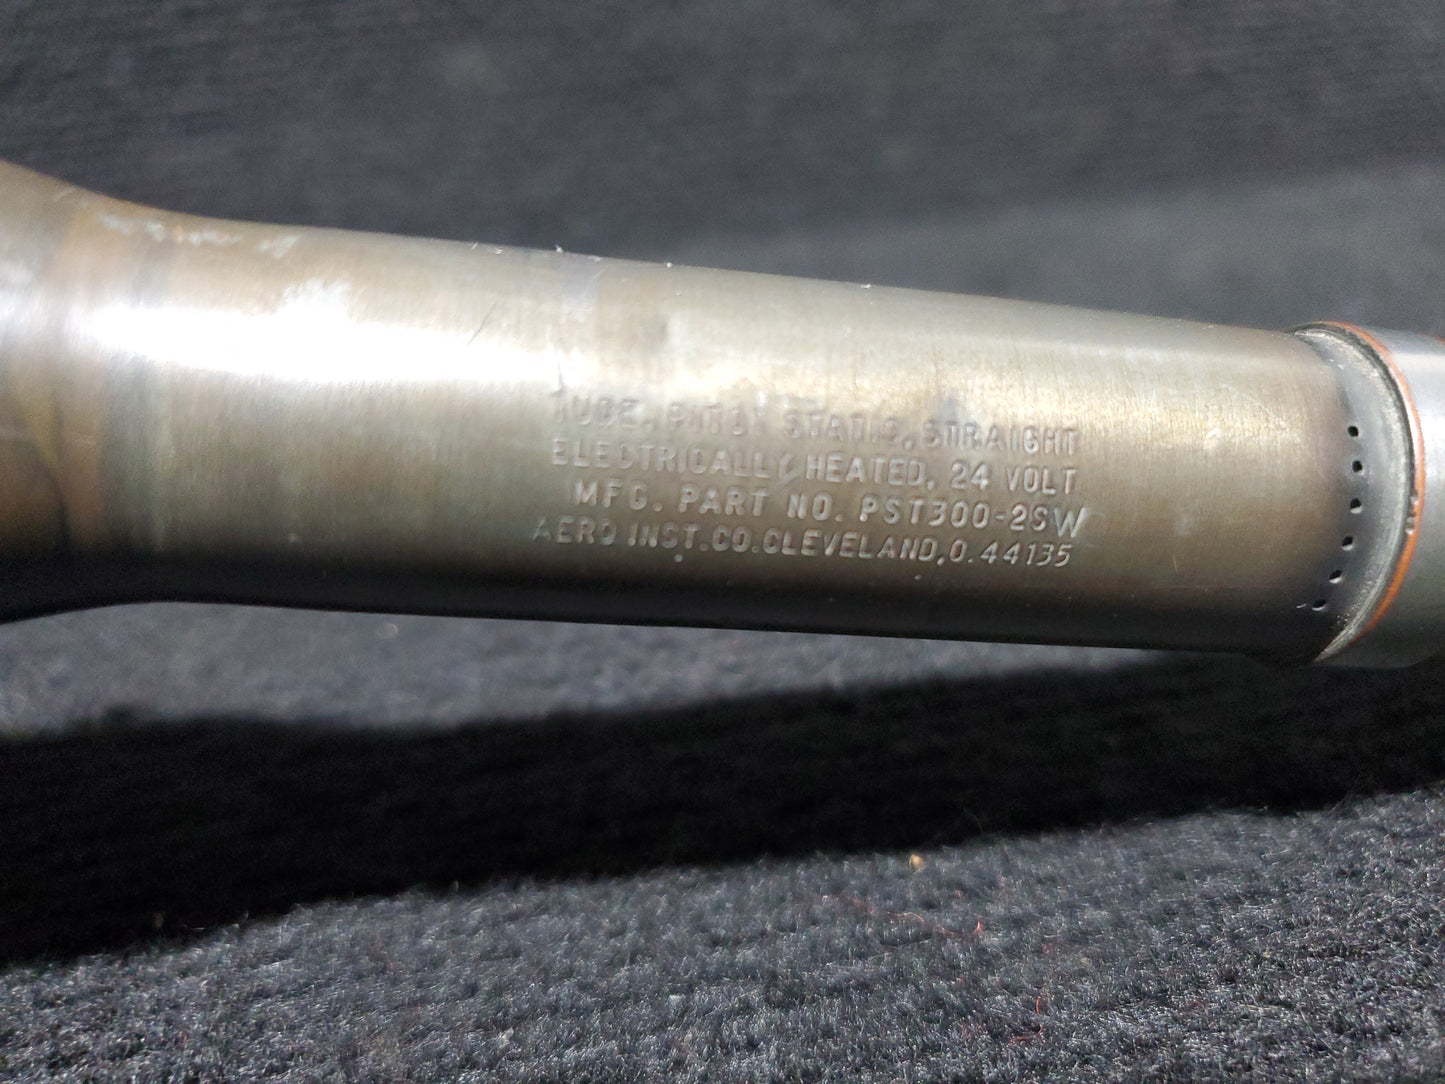 TUBE, PITOT STATIC, STRAIGHT
ELECTRICALLY HEATED, 24 VOLT
MFG. PART NO. PST300-2SW
AERO INST.CO.CLEVELAND,O.44135